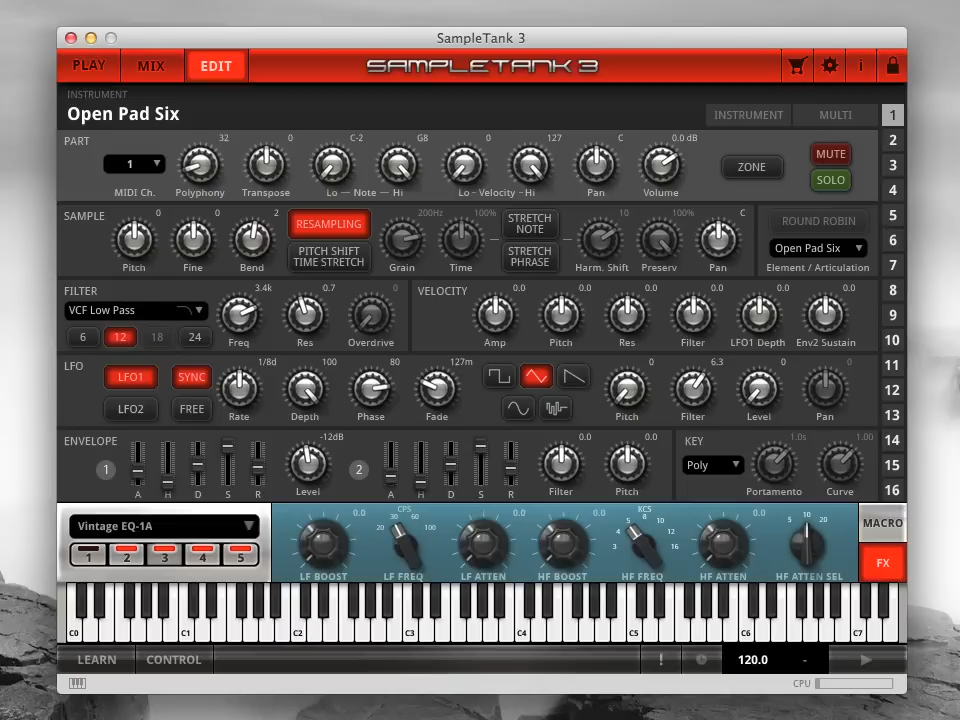 SampleTank 3
PLAY MIX EDIT SAMPLETANK 3 i
INSTRUMENT
Open Pad Six INSTRUMENT MULTI 1
PART 32 0 C-2 G8 0 127 C 0.0 dB 2
1 ZONE MUTE 3
SOLO 4
MIDI Ch. Polyphony Transpose Lo — Note — Hi Lo - Velocity - Hi Pan Volume
SAMPLE 0 0 2 RESAMPLING 200Hz 100% STRETCH NOTE 10 100% C ROUND ROBIN 5
PITCH SHIFT TIME STRETCH STRETCH PHRASE Open Pad Six 6
Pitch Fine Bend Grain Time Harm. Shift Preserv Pan Element / Articulation 7
FILTER 3.4k 0.7 0 VELOCITY 0.0 0.0 0.0 0.0 0.0 0.0 8
VCF Low Pass 9
6 12 18 24 Freq Res Overdrive Amp Pitch Res Filter LFO1 Depth Env2 Sustain 10
LFO 1/8d 100 80 127m 0 6.3 0 0 11
LFO1 SYNC 12
LFO2 FREE Rate Depth Phase Fade Pitch Filter Level Pan 13
ENVELOPE -12dB 0.0 0.0 KEY 1.0s 1.00 14
1 2 Poly 15
A H D S R Level A H D S R Filter Pitch Portamento Curve 16
Vintage EQ-1A 0.0 CPS 20 30 60 100 0.0 0.0 KCS 3 5 8 10 12 16 0.0 5 10 20 MACRO
1 2 3 4 5 FX
LF BOOST LF FREQ LF ATTEN HF BOOST HF FREQ HF ATTEN HF ATTEN SEL
C0 C1 C2 C3 C4 C5 C6 C7
LEARN CONTROL ! 120.0 -
CPU